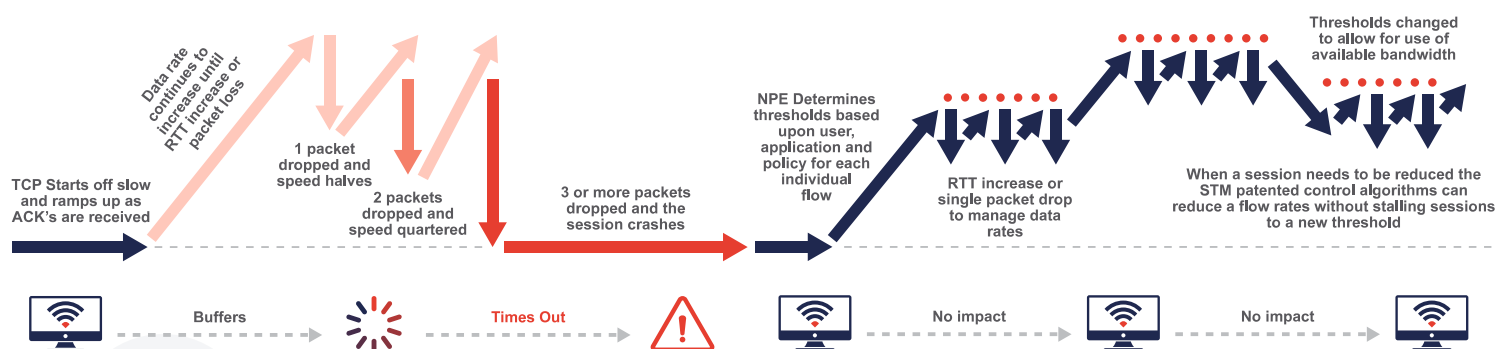 TCP Starts off slow
and ramps up as
ACK's are received
Data rate
continues to
increase until
RTT increase or
packet loss
1 packet
dropped and
speed halves
2 packets
dropped and
speed quartered
3 or more packets
dropped and the
session crashes
NPE Determines
thresholds based
upon user,
application and
policy for each
individual
flow
RTT increase or
single packet drop
to manage data
rates
Thresholds changed
to allow for use of
available bandwidth
When a session needs to be reduced the
STM patented control algorithms can
reduce a flow rates without stalling sessions
to a new threshold
Buffers
Times Out
No impact
No impact